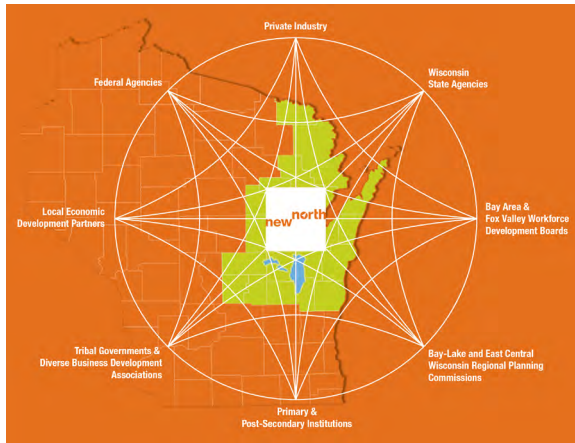 Private Industry
Federal Agencies
Wisconsin
State Agencies
Local Economic
Development Partners
new north
Bay Area &
Fox Valley Workforce
Development Boards
Tribal Governments &
Diverse Business Development
Associations
Bay-Lake and East Central
Wisconsin Regional Planning
Commissions
Primary &
Post-Secondary Institutions